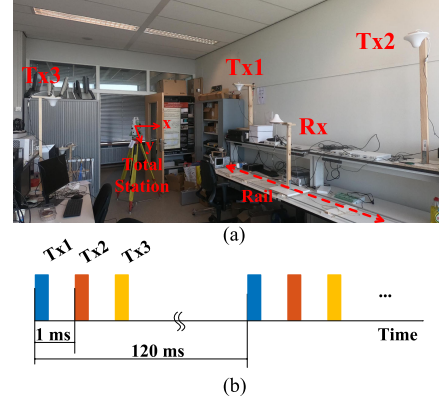 Tx2
Tx3
Tx1
x
Rx
y
Total
Station
Rail
(a)
Tx1
Tx2
Tx3
...
1 ms
Time
120 ms
(b)